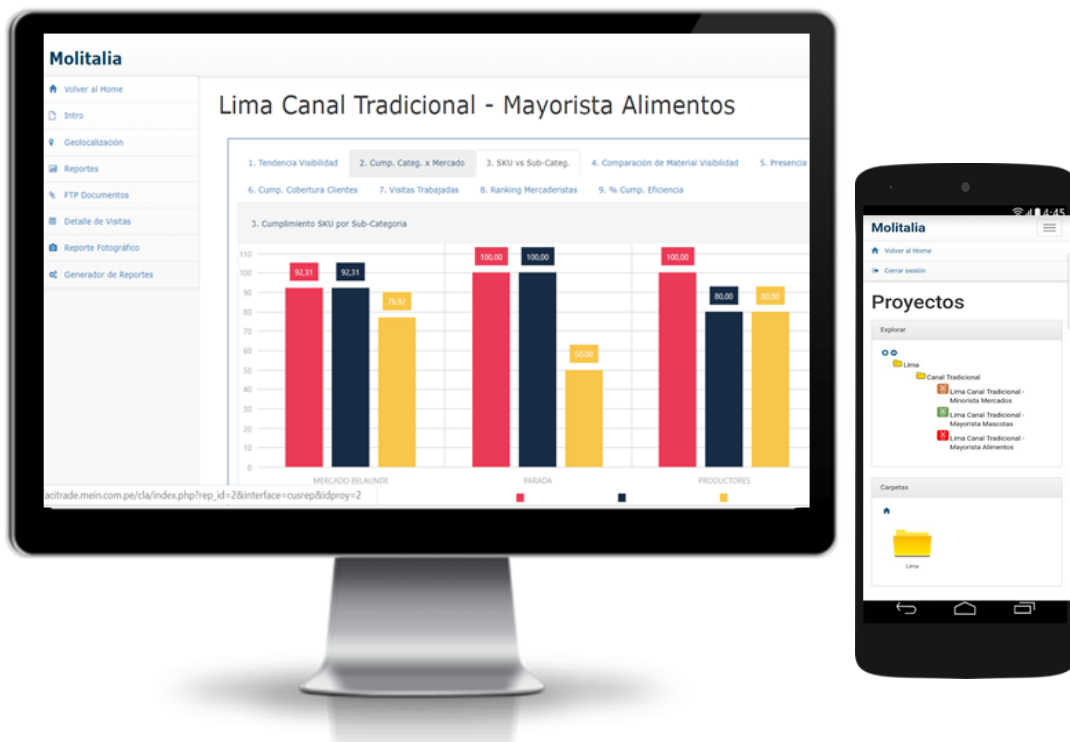 Molitalia
Volver al Home
Intro
Geolocalización
Reportes
FTP Documentos
Detalle de Visitas
Reporte Fotográfico
Generador de Reportes
Lima Canal Tradicional - Mayorista Alimentos
1. Tendencia Visibilidad 2. Cump. Categ. x Mercado 3. SKU vs Sub-Categ. 4. Comparación de Material Visibilidad 5. Presencia
6. Cump. Cobertura Clientes 7. Visitas Trabajadas 8. Ranking Mercaderistas 9. % Cump. Eficiencia
3. Cumplimiento SKU por Sub-Categoria
110
100
90
80
70
60
50
40
30
20
10
0
92,31 92,31 76,92
100,00 100,00 50,00
100,00 80,00 80,00
MERCADO BELAUNDE PARADA PRODUCTORES
acitrade.mein.com.pe/cla/index.php?rep_id=2&interface=cusrep&idproy=2
4:45
Molitalia
Volver al Home
Cerrar sesión
Proyectos
Explorar
Lima
Canal Tradicional
Lima Canal Tradicional -
Minorista Mercados
Lima Canal Tradicional -
Mayorista Mascotas
Lima Canal Tradicional -
Mayorista Alimentos
Carpetas
Lima